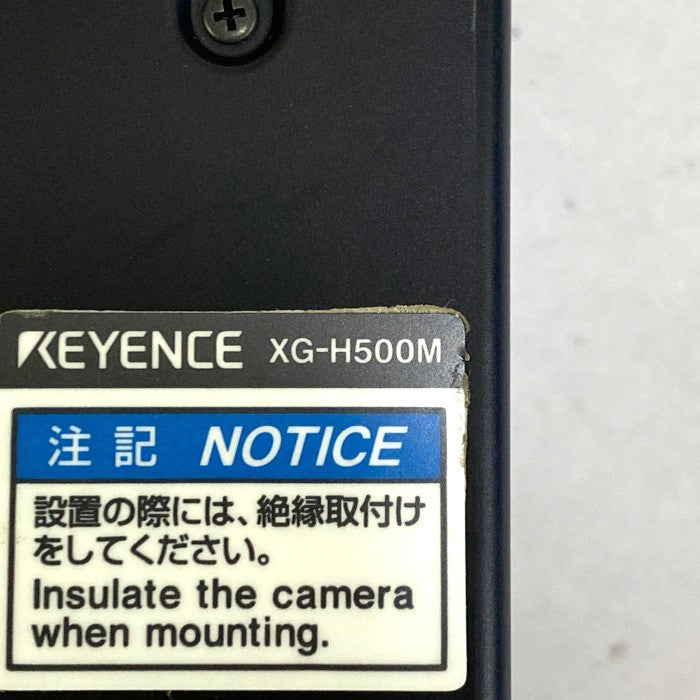 KEYENCE XG-H500M
注記 NOTICE
設置の際には、絶縁取付け
をしてください。
Insulate the camera
when mounting.